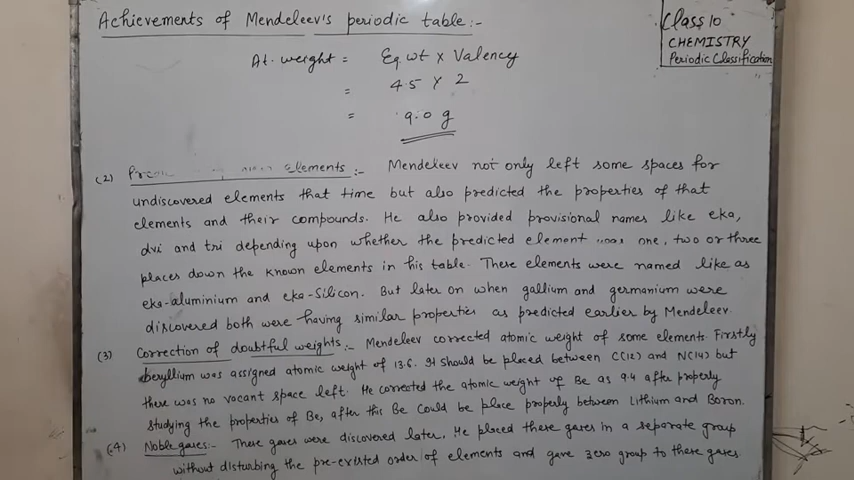 Achievements of Mendeleev's periodic table:-
Class 10
CHEMISTRY
Periodic Classification
At. weight = Eq. wt x Valency
= 4.5 x 2
= 9.0 g
(2) elements :- Mendeleev not only left some spaces for
undiscovered elements that time but also predicted the properties of that
elements and their compounds. He also provided provisional names like eka,
dvi and tri depending upon whether the predicted element was one, two or three
places down the known elements in his table. These elements were named like as
eka-aluminium and eka-Silicon. But later on when gallium and germanium were
discovered both were having similar properties as predicted earlier by Mendeleev.
(3) Correction of doubtful weights:- Mendeleev corrected atomic weight of some elements. Firstly
beryllium was assigned atomic weight of 13.6. It should be placed between C(12) and N(14) but
there was no vacant space left. He corrected the atomic weight of Be as 9.4 after properly
studying the properties of Be, after this Be could be place properly between Lithium and Boron.
(4) Noble gases:- These gases were discovered later. He placed these gases in a separate group
without disturbing the pre-existed order of elements and gave zero group to these gases.